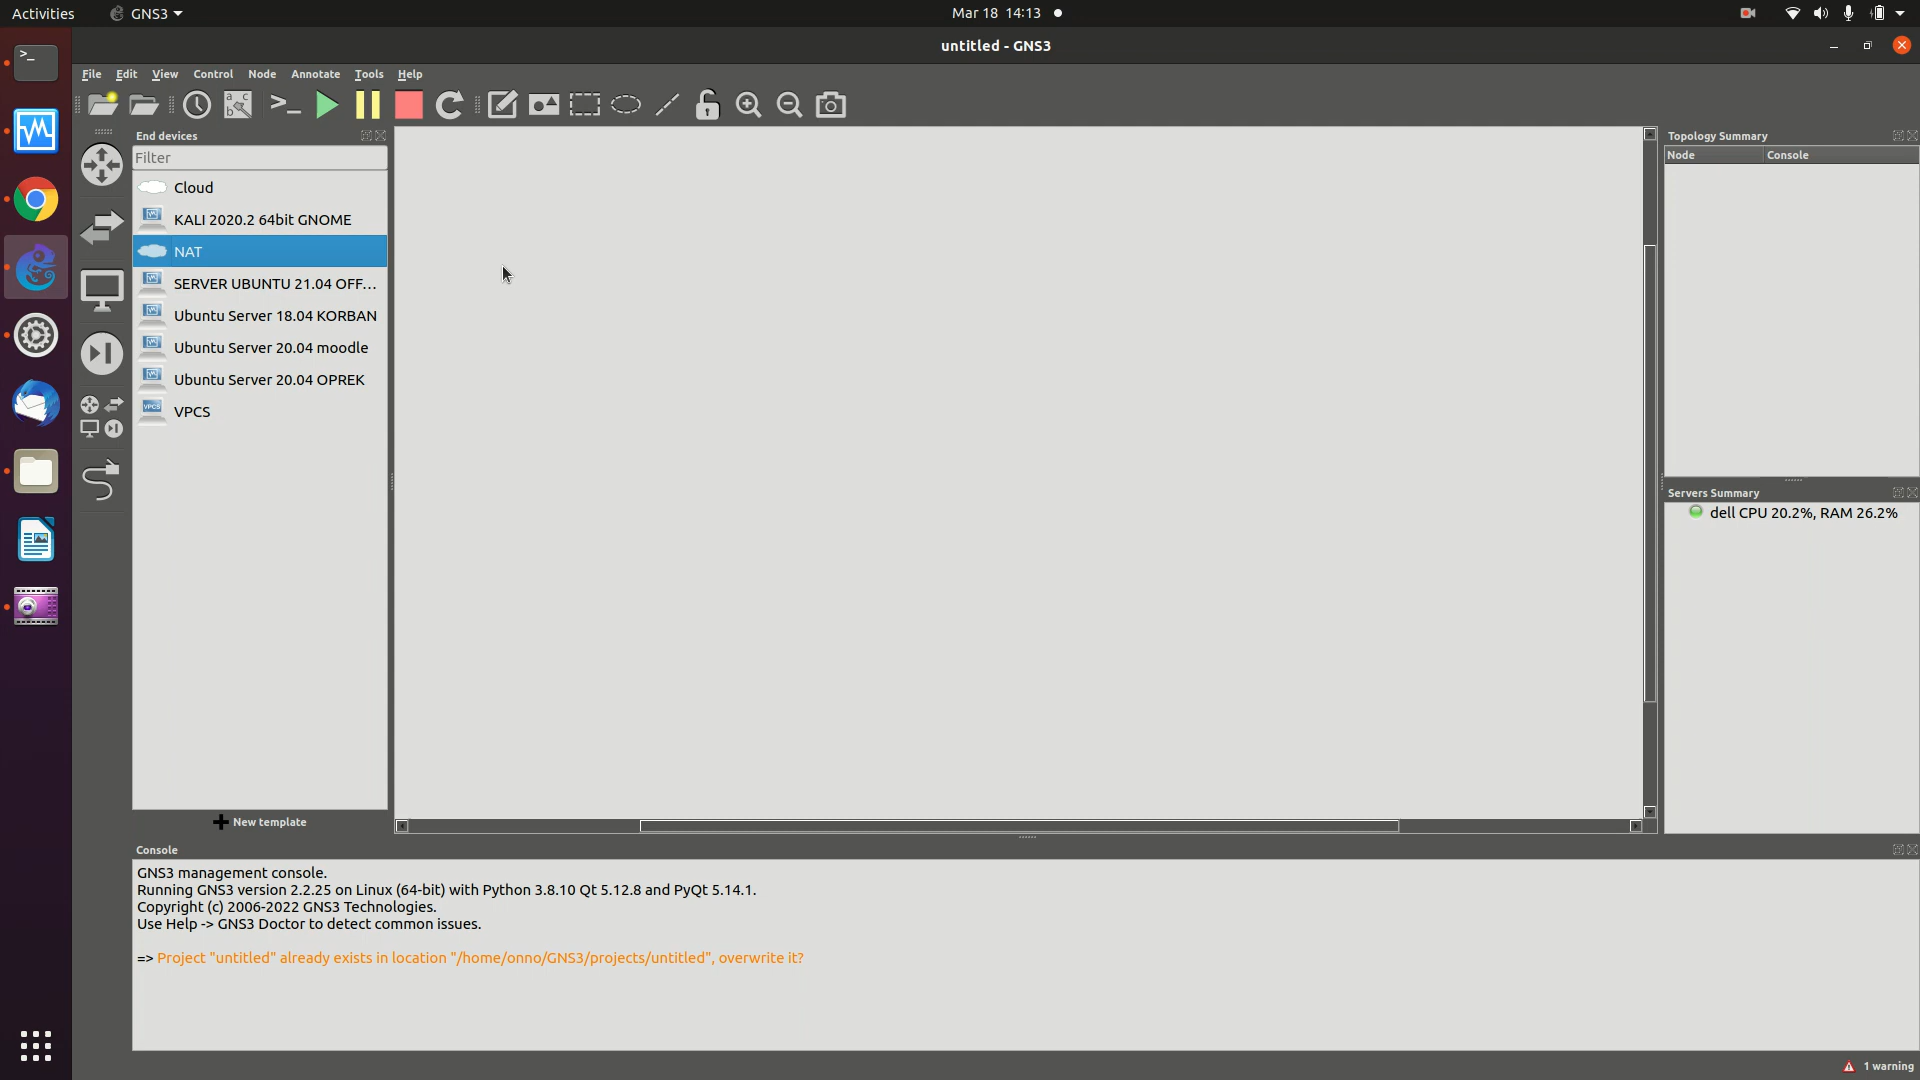 Activities GNS3 Mar 18 14:13
untitled - GNS3
File Edit View Control Node Annotate Tools Help
End devices
Filter
Cloud
KALI 2020.2 64bit GNOME
NAT
SERVER UBUNTU 21.04 OFF...
Ubuntu Server 18.04 KORBAN
Ubuntu Server 20.04 moodle
Ubuntu Server 20.04 OPREK
VPCS
New template
Topology Summary
Node Console
Servers Summary
dell CPU 20.2%, RAM 26.2%
Console
GNS3 management console.
Running GNS3 version 2.2.25 on Linux (64-bit) with Python 3.8.10 Qt 5.12.8 and PyQt 5.14.1.
Copyright (c) 2006-2022 GNS3 Technologies.
Use Help -> GNS3 Doctor to detect common issues.
=> Project "untitled" already exists in location "/home/onno/GNS3/projects/untitled", overwrite it?
1 warning